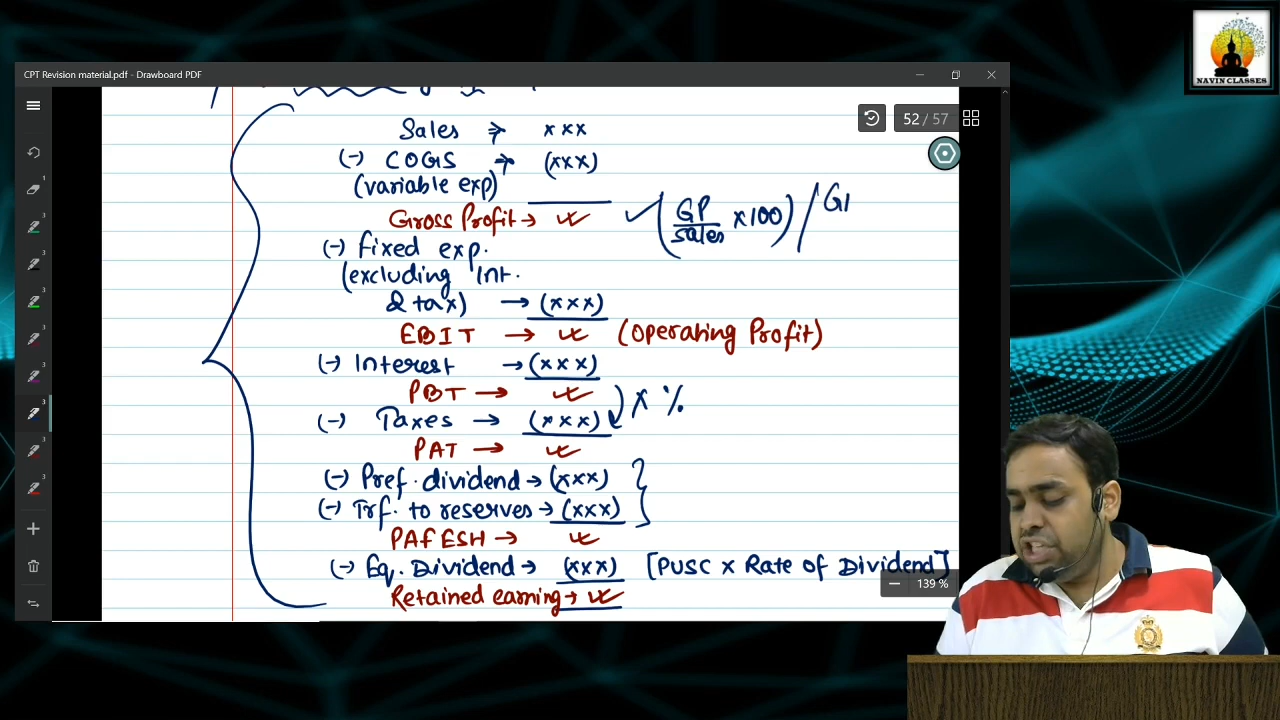 NAVIN CLASSES
CPT Revision material.pdf - Drawboard PDF
52 / 57
Sales → xxx
(-) COGS → (xxx)
(variable exp)
Gross Profit → ✓ ✓ (GP/sales x100) / GP
(-) Fixed exp.
(excluding Int.
& tax) → (xxx)
EBIT → ✓ (Operating Profit)
(-) Interest → (xxx)
PBT → ✓
(-) Taxes → (xxx) x %
PAT → ✓
(-) Pref. dividend → (xxx)
(-) Trf. to reserves → (xxx)
PAFESH → ✓
(-) Eq. Dividend → (xxx) [PUSC x Rate of Dividend]
139 %
Retained earning → ✓